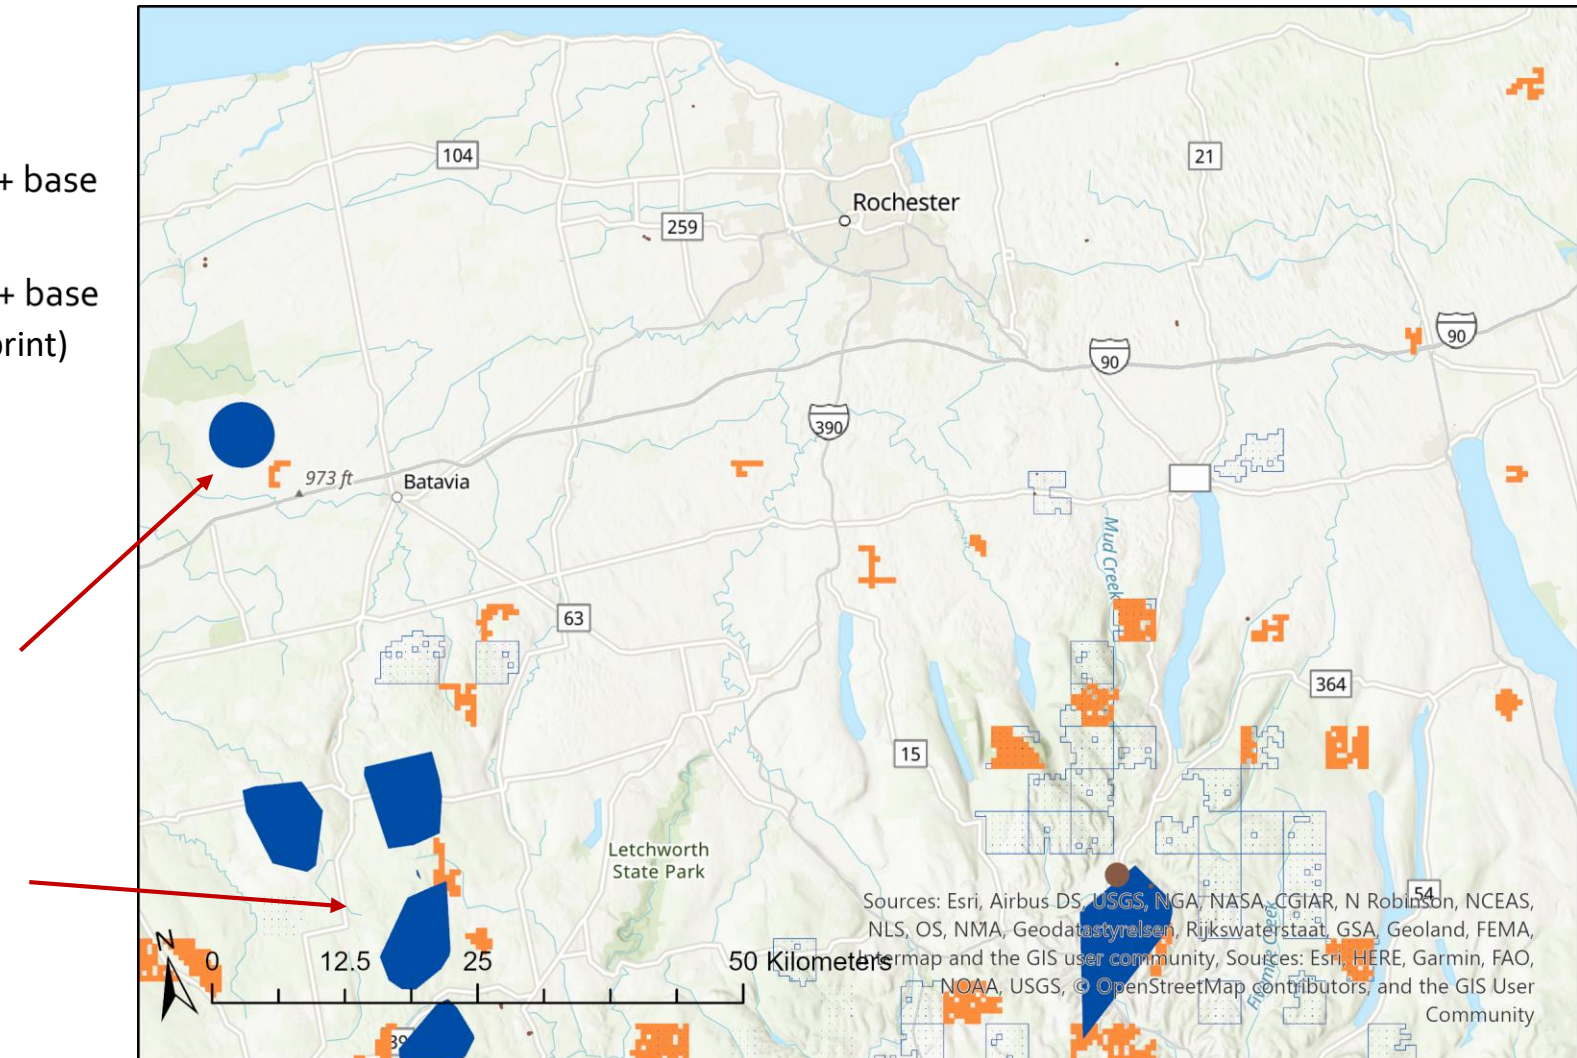 + base
+ base
print)
104
21
Rochester
259
90
90
390
973 ft
Batavia
Mud Creek
63
364
15
Letchworth
State Park
54
Sources: Esri, Airbus DS, USGS, NGA, NASA, CGIAR, N Robinson, NCEAS,
NLS, OS, NMA, Geodatastyrelsen, Rijkswaterstaat, GSA, Geoland, FEMA,
Intermap and the GIS user community, Sources: Esri, HERE, Garmin, FAO,
NOAA, USGS, © OpenStreetMap contributors, and the GIS User
Community
N
0 12.5 25 50 Kilometers
39